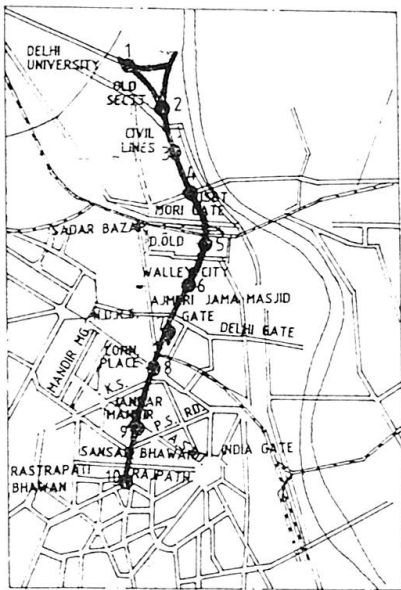 1
DELHI
UNIVERSITY
OLD
SECTT
2
CIVIL
LINES
3
4
ISBT
MORI GATE
SADAR BAZAR
D.OLD
5
WALLEY CITY
6
AJMERI JAMA MASJID
GATE
N.D.R.S
DELHI GATE
MANDIR MG.
CONN.
PLACE
8
K.S.
JANTAR
MANTAR
P.S. RD.
9
SANSAD BHAWAN
INDIA GATE
RASTRAPATI
BHAWAN
10
RAJPATH